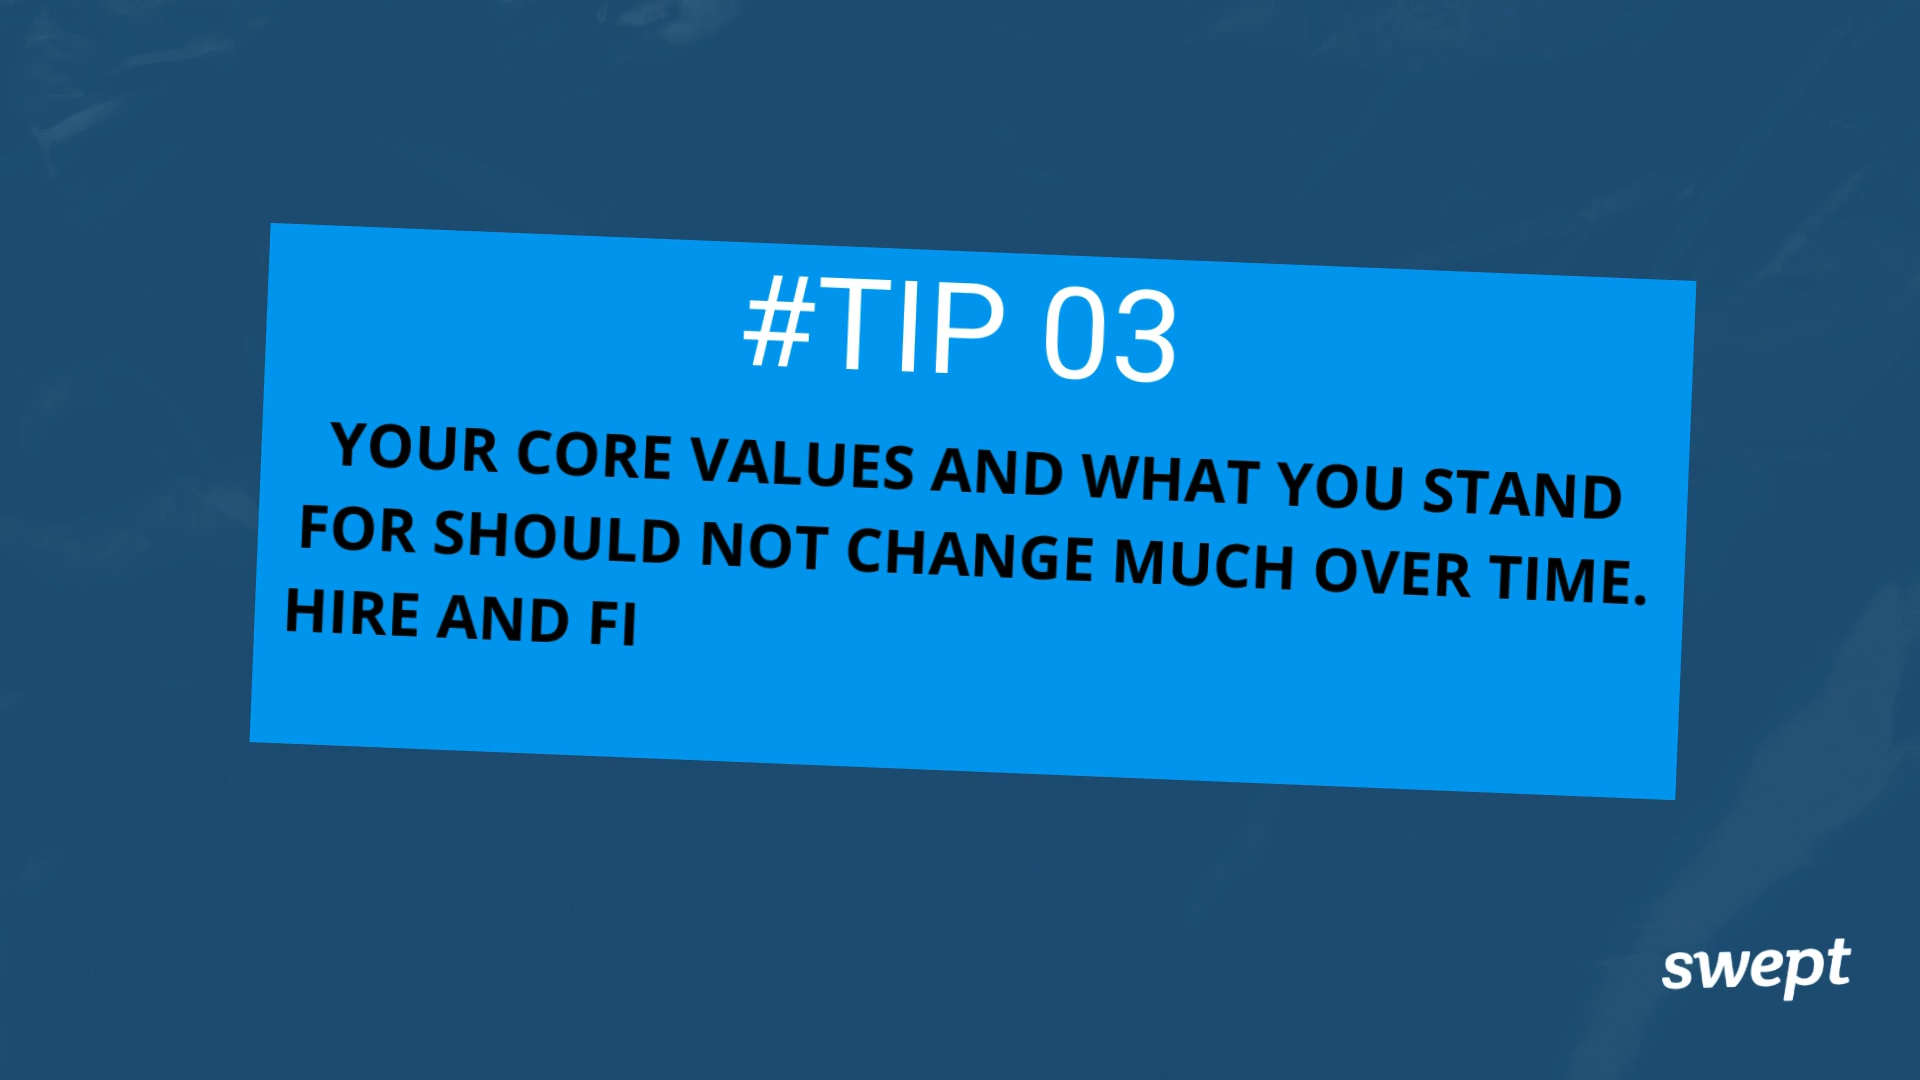 #TIP 03
YOUR CORE VALUES AND WHAT YOU STAND
FOR SHOULD NOT CHANGE MUCH OVER TIME.
HIRE AND FI
swept